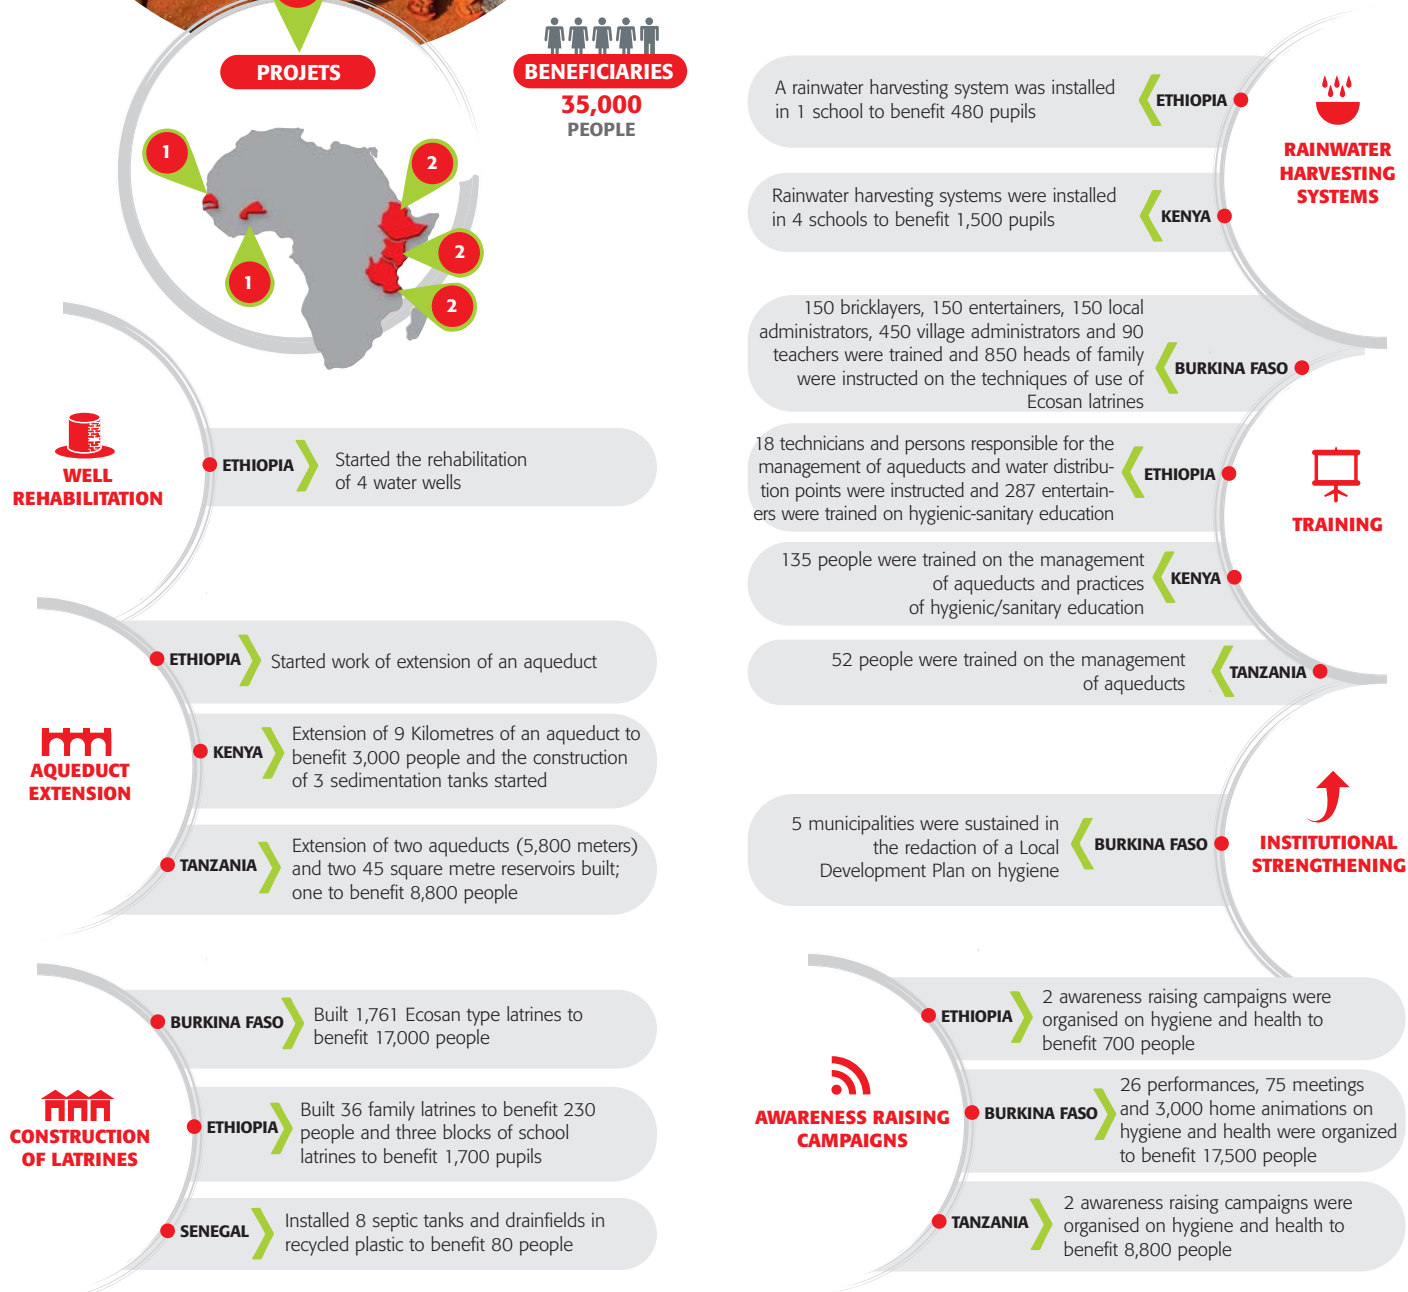 PROJETS
BENEFICIARIES
35,000
PEOPLE
1
2
2
1
2
WELL
REHABILITATION
ETHIOPIA
Started the rehabilitation
of 4 water wells
AQUEDUCT
EXTENSION
ETHIOPIA
Started work of extension of an aqueduct
KENYA
Extension of 9 Kilometres of an aqueduct to
benefit 3,000 people and the construction
of 3 sedimentation tanks started
TANZANIA
Extension of two aqueducts (5,800 meters)
and two 45 square metre reservoirs built;
one to benefit 8,800 people
CONSTRUCTION
OF LATRINES
BURKINA FASO
Built 1,761 Ecosan type latrines to
benefit 17,000 people
ETHIOPIA
Built 36 family latrines to benefit 230
people and three blocks of school
latrines to benefit 1,700 pupils
SENEGAL
Installed 8 septic tanks and drainfields in
recycled plastic to benefit 80 people
RAINWATER
HARVESTING
SYSTEMS
A rainwater harvesting system was installed
in 1 school to benefit 480 pupils
ETHIOPIA
Rainwater harvesting systems were installed
in 4 schools to benefit 1,500 pupils
KENYA
TRAINING
150 bricklayers, 150 entertainers, 150 local
administrators, 450 village administrators and 90
teachers were trained and 850 heads of family
were instructed on the techniques of use of
Ecosan latrines
BURKINA FASO
18 technicians and persons responsible for the
management of aqueducts and water distribu-
tion points were instructed and 287 entertain-
ers were trained on hygienic-sanitary education
ETHIOPIA
135 people were trained on the management
of aqueducts and practices
of hygienic/sanitary education
KENYA
52 people were trained on the management
of aqueducts
TANZANIA
INSTITUTIONAL
STRENGTHENING
5 municipalities were sustained in
the redaction of a Local
Development Plan on hygiene
BURKINA FASO
AWARENESS RAISING
CAMPAIGNS
ETHIOPIA
2 awareness raising campaigns were
organised on hygiene and health to
benefit 700 people
BURKINA FASO
26 performances, 75 meetings
and 3,000 home animations on
hygiene and health were organized
to benefit 17,500 people
TANZANIA
2 awareness raising campaigns were
organised on hygiene and health to
benefit 8,800 people